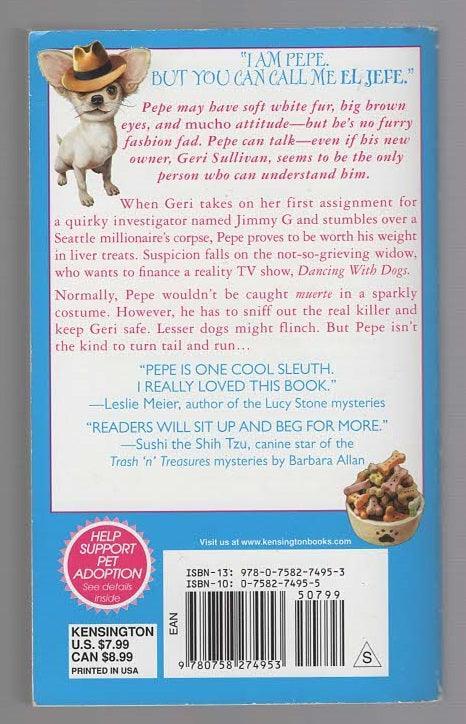 "I AM PEPE.
BUT YOU CAN CALL ME EL JEFE."
Pepe may have soft white fur, big brown
eyes, and mucho attitude—but he's no furry
fashion fad. Pepe can talk—even if his new
owner, Geri Sullivan, seems to be the only
person who can understand him.
When Geri takes on her first assignment for
a quirky investigator named Jimmy G and stumbles over a
Seattle millionaire's corpse, Pepe proves to be worth his weight
in liver treats. Suspicion falls on the not-so-grieving widow,
who wants to finance a reality TV show, Dancing With Dogs.
Normally, Pepe wouldn't be caught muerte in a sparkly
costume. However, he has to sniff out the real killer and
keep Geri safe. Lesser dogs might flinch. But Pepe isn't
the kind to turn tail and run...
"PEPE IS ONE COOL SLEUTH.
I REALLY LOVED THIS BOOK."
—Leslie Meier, author of the Lucy Stone mysteries
"READERS WILL SIT UP AND BEG FOR MORE."
—Sushi the Shih Tzu, canine star of the
Trash 'n' Treasures mysteries by Barbara Allan
Visit us at www.kensingtonbooks.com
HELP
SUPPORT
PET
ADOPTION
See details
inside
KENSINGTON
U.S. $7.99
CAN $8.99
PRINTED IN USA
EAN
ISBN-13: 978-0-7582-7495-3
ISBN-10: 0-7582-7495-5
50799
9 780758 274953
S